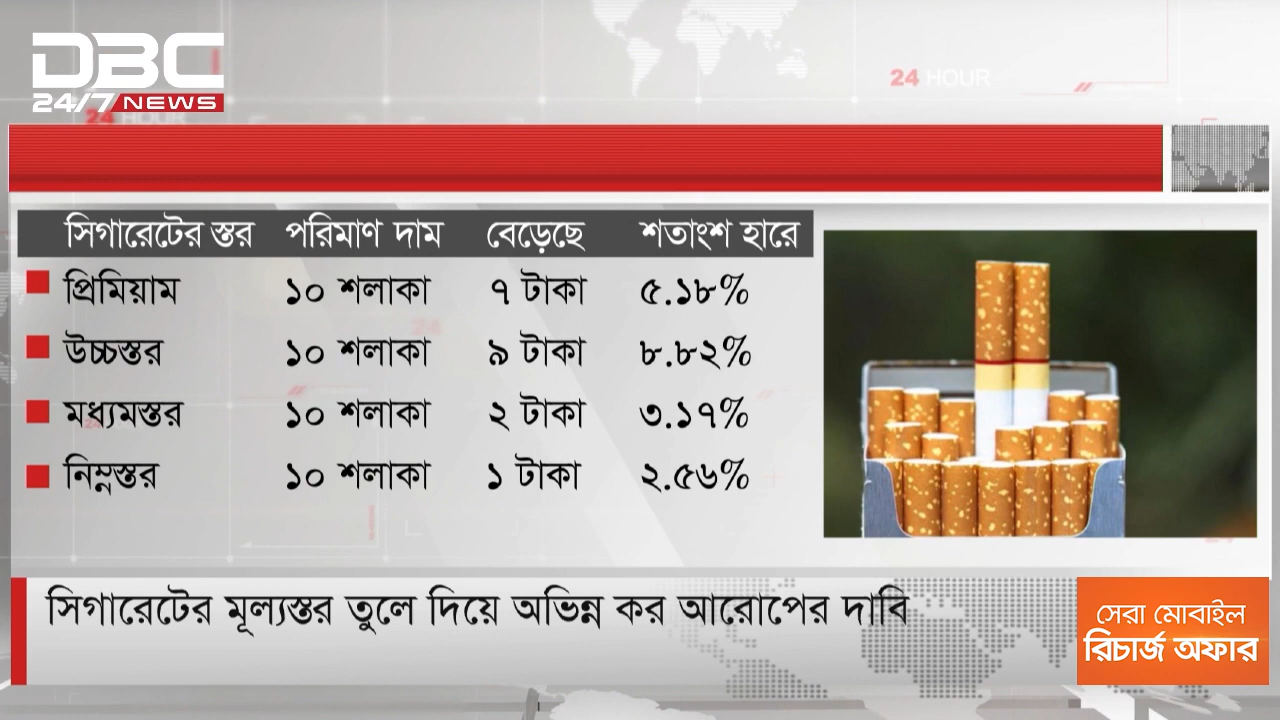 DBC
24/7 NEWS
24 HOUR
24 HOUR
সিগারেটের স্তর পরিমাণ দাম বেড়েছে শতাংশ হারে
প্রিমিয়াম ১০ শলাকা ৭ টাকা ৫.১৮%
উচ্চস্তর ১০ শলাকা ৯ টাকা ৮.৮২%
মধ্যমস্তর ১০ শলাকা ২ টাকা ৩.১৭%
নিম্নস্তর ১০ শলাকা ১ টাকা ২.৫৬%
সিগারেটের মূল্যস্তর তুলে দিয়ে অভিন্ন কর আরোপের দাবি
সেরা মোবাইল
রিচার্জ অফার